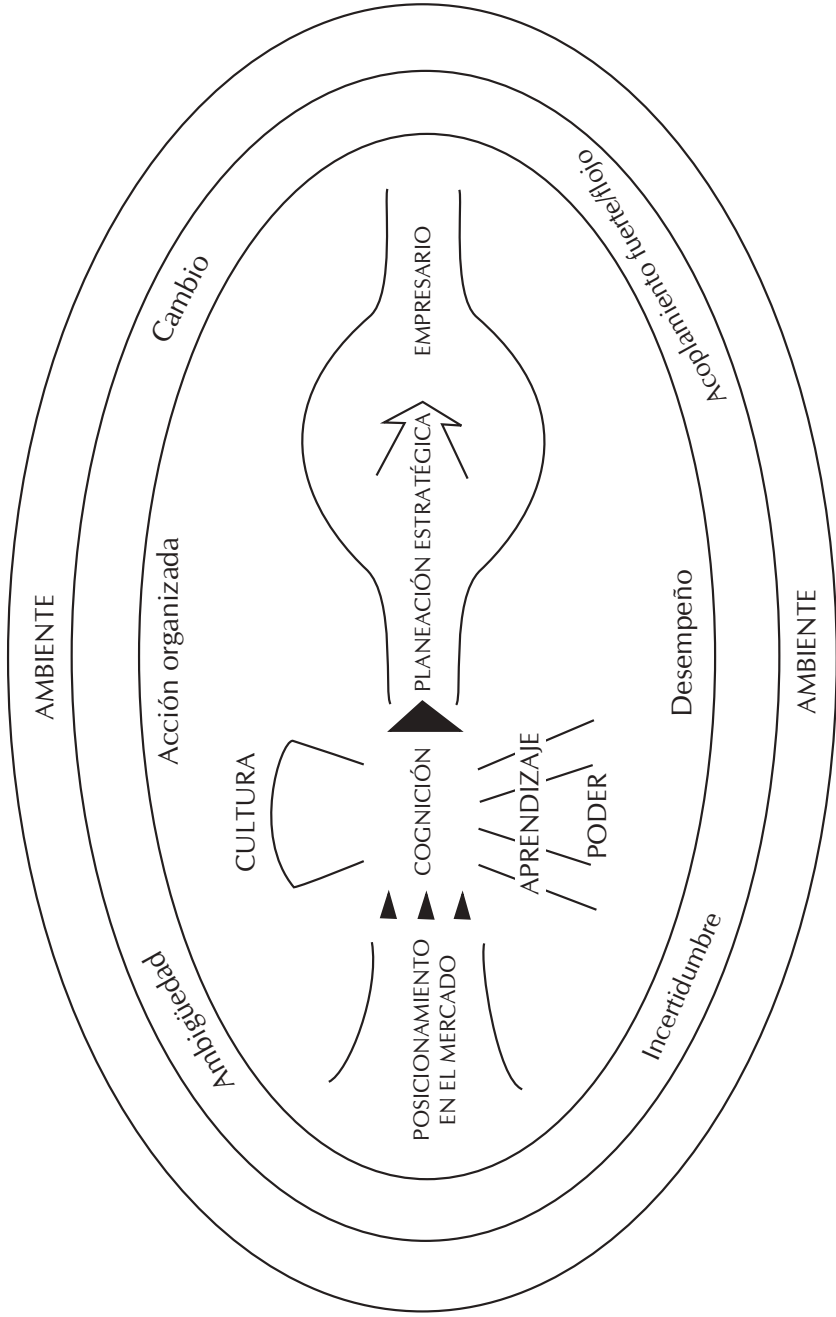 AMBIENTE
Ambigüedad
Acción organizada
Cambio
CULTURA
POSICIONAMIENTO
EN EL MERCADO
COGNICIÓN
PLANEACIÓN ESTRATÉGICA
EMPRESARIO
APRENDIZAJE
PODER
Incertidumbre
Desempeño
Acoplamiento fuerte/flojo
AMBIENTE